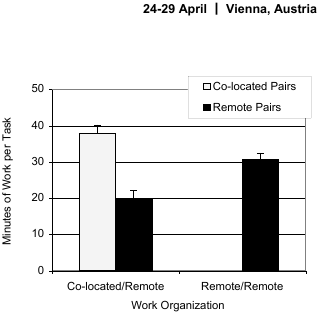 24-29 April | Vienna, Austria
Co-located Pairs
Remote Pairs
Minutes of Work per Task
50
40
30
20
10
0
Co-located/Remote
Remote/Remote
Work Organization